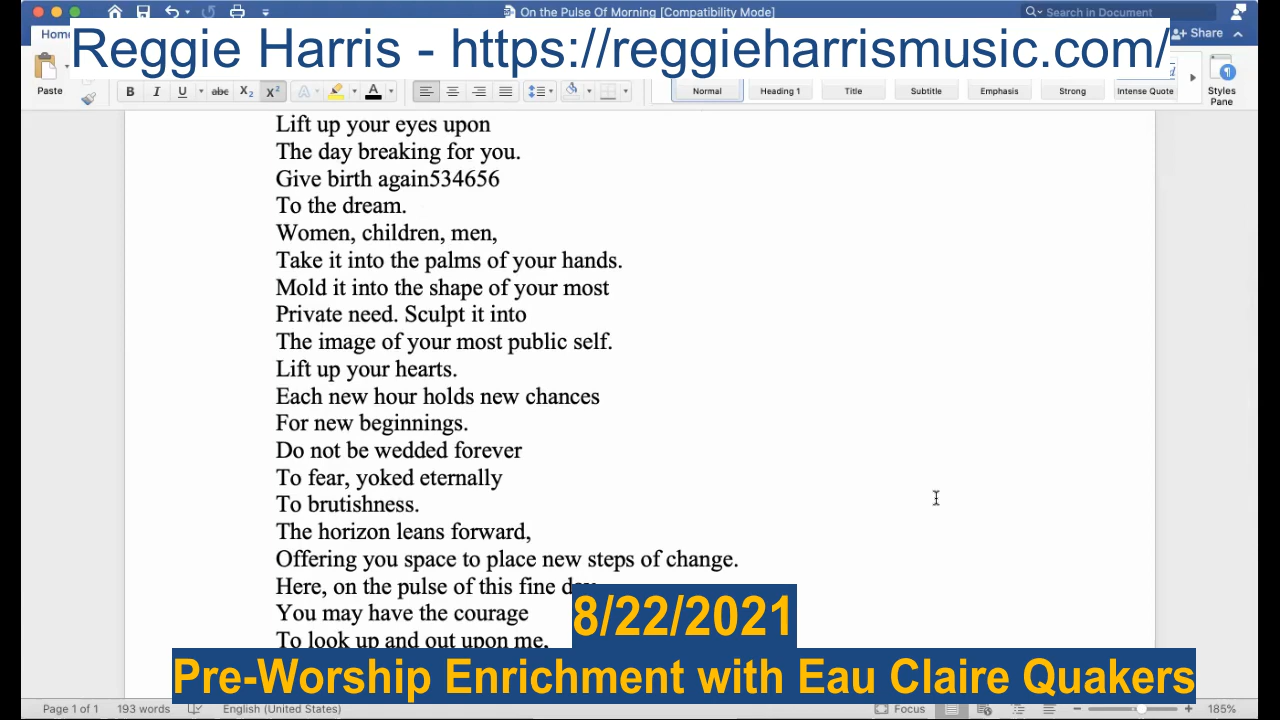 On the Pulse Of Morning [Compatibility Mode]
Search in Document
Home
Share
Reggie Harris - https://reggieharrismusic.com/
Paste
B I U abc X2 X2 A A
Normal
Heading 1
Title
Subtitle
Emphasis
Strong
Intense Quote
Styles
Pane
Lift up your eyes upon
The day breaking for you.
Give birth again534656
To the dream.
Women, children, men,
Take it into the palms of your hands.
Mold it into the shape of your most
Private need. Sculpt it into
The image of your most public self.
Lift up your hearts.
Each new hour holds new chances
For new beginnings.
Do not be wedded forever
To fear, yoked eternally
To brutishness.
The horizon leans forward,
Offering you space to place new steps of change.
Here, on the pulse of this fine day
You may have the courage
To look up and out upon me,
8/22/2021
Pre-Worship Enrichment with Eau Claire Quakers
Page 1 of 1
193 words
English (United States)
Focus
185%